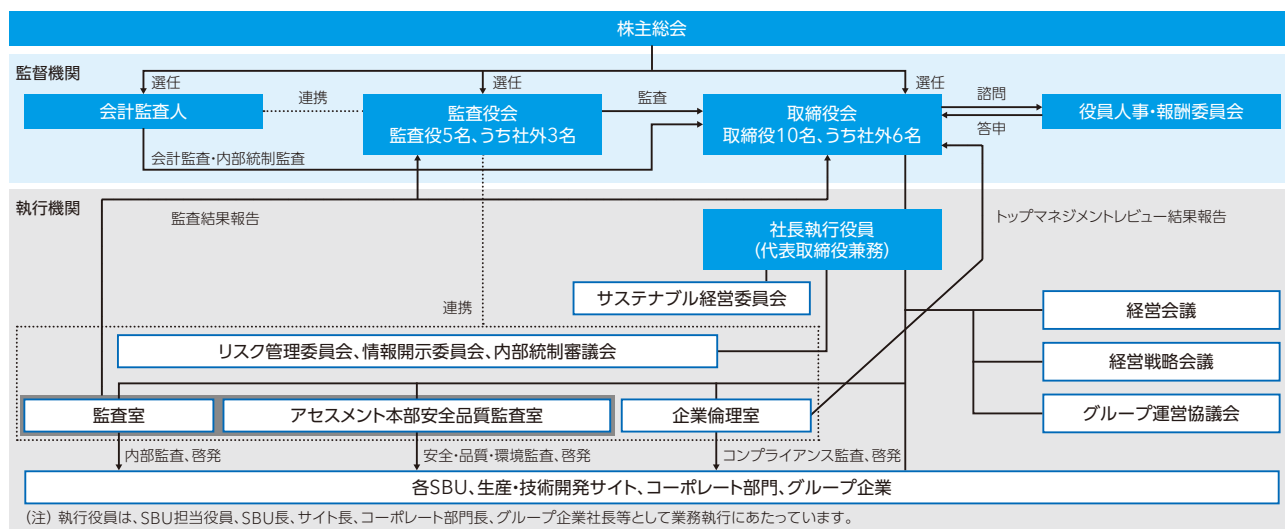 株主総会
監督機関
選任
選任
選任
会計監査人
連携
監査役会
監査役5名、うち社外3名
監査
取締役会
取締役10名、うち社外6名
諮問
答申
役員人事・報酬委員会
会計監査・内部統制監査
執行機関
監査結果報告
トップマネジメントレビュー結果報告
社長執行役員
(代表取締役兼務)
サステナブル経営委員会
連携
経営会議
リスク管理委員会、情報開示委員会、内部統制審議会
経営戦略会議
監査室
アセスメント本部安全品質監査室
企業倫理室
グループ運営協議会
内部監査、啓発
安全・品質・環境監査、啓発
コンプライアンス監査、啓発
各SBU、生産・技術開発サイト、コーポレート部門、グループ企業
(注) 執行役員は、SBU担当役員、SBU長、サイト長、コーポレート部門長、グループ企業社長等として業務執行にあたっています。